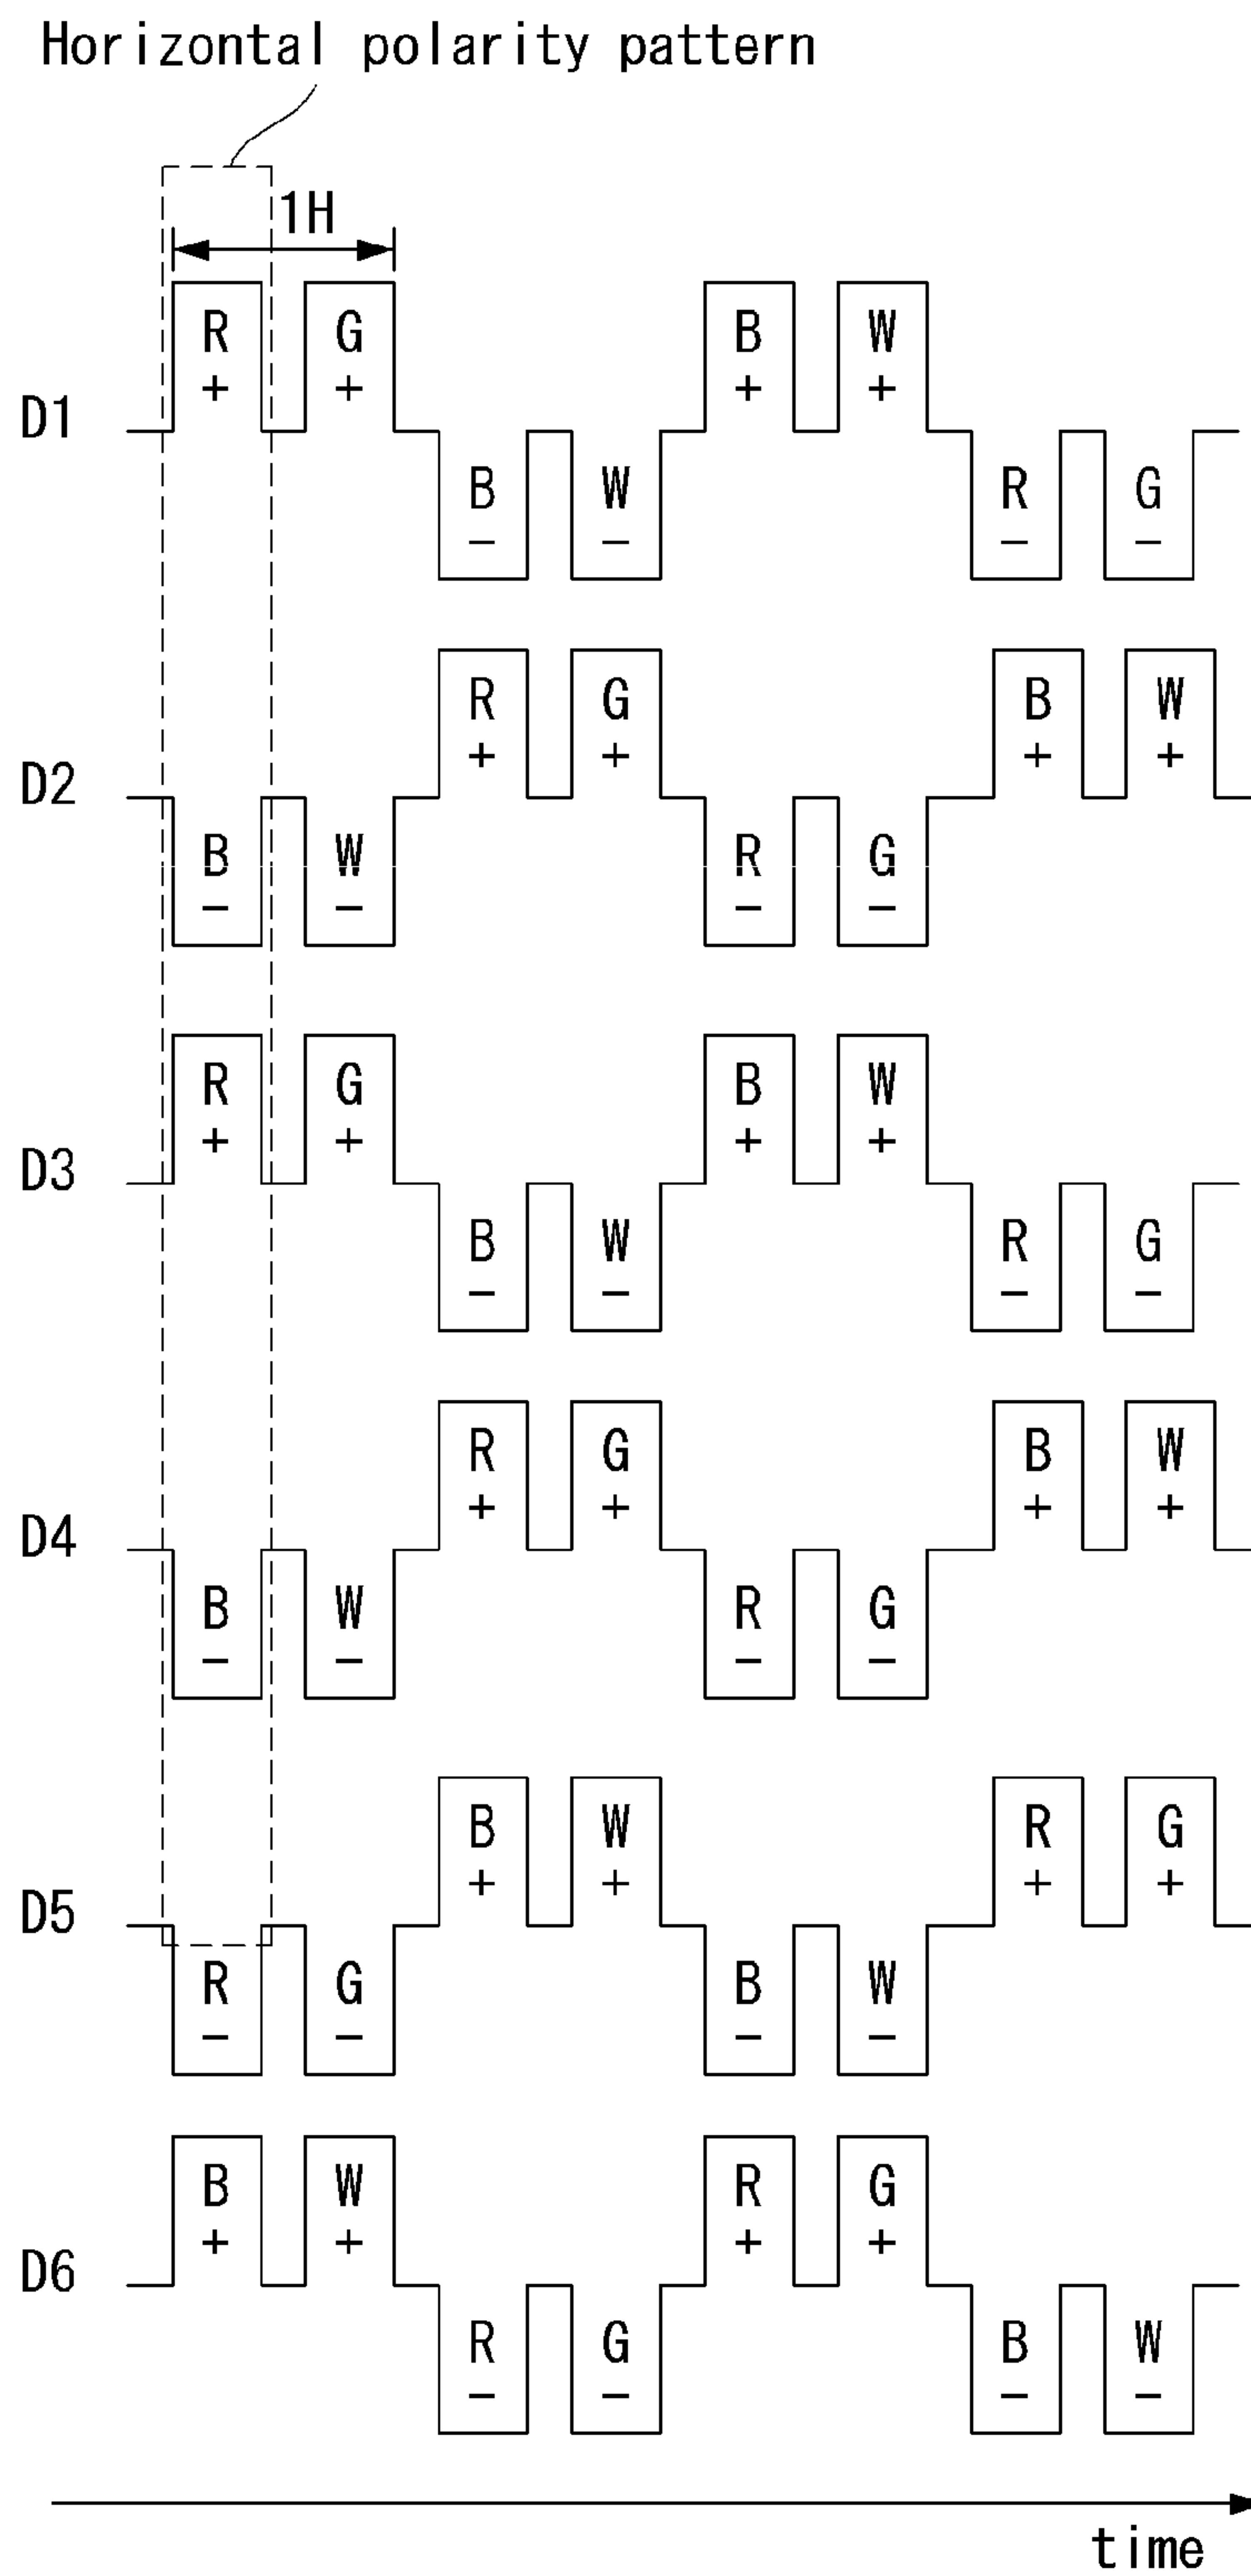 Horizontal polarity pattern
1H
R G B W
+ + + +
D1
B W R G
− − − −
R G B W
+ + + +
D2
B W R G
− − − −
R G B W
+ + + +
D3
B W R G
− − − −
R G B W
+ + + +
D4
B W R G
− − − −
B W R G
+ + + +
D5
R G B W
− − − −
B W R G
+ + + +
D6
R G B W
− − − −
time